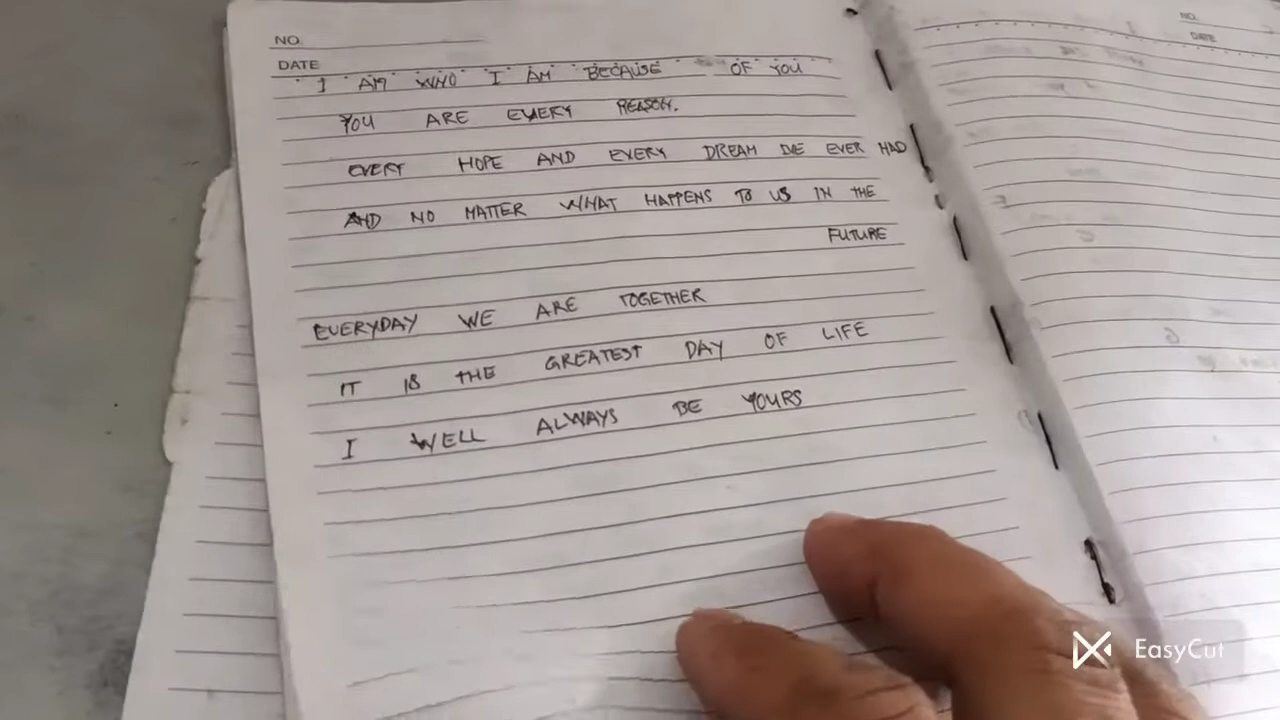 NO.
DATE
I AM WHO I AM BECAUSE OF YOU
YOU ARE EVERY REASON.
EVERY HOPE AND EVERY DREAM I'VE EVER HAD
AND NO MATTER WHAT HAPPENS TO US IN THE
FUTURE
EVERYDAY WE ARE TOGETHER
IT IS THE GREATEST DAY OF LIFE
I WELL ALWAYS BE YOURS
NO.
DATE
EasyCut